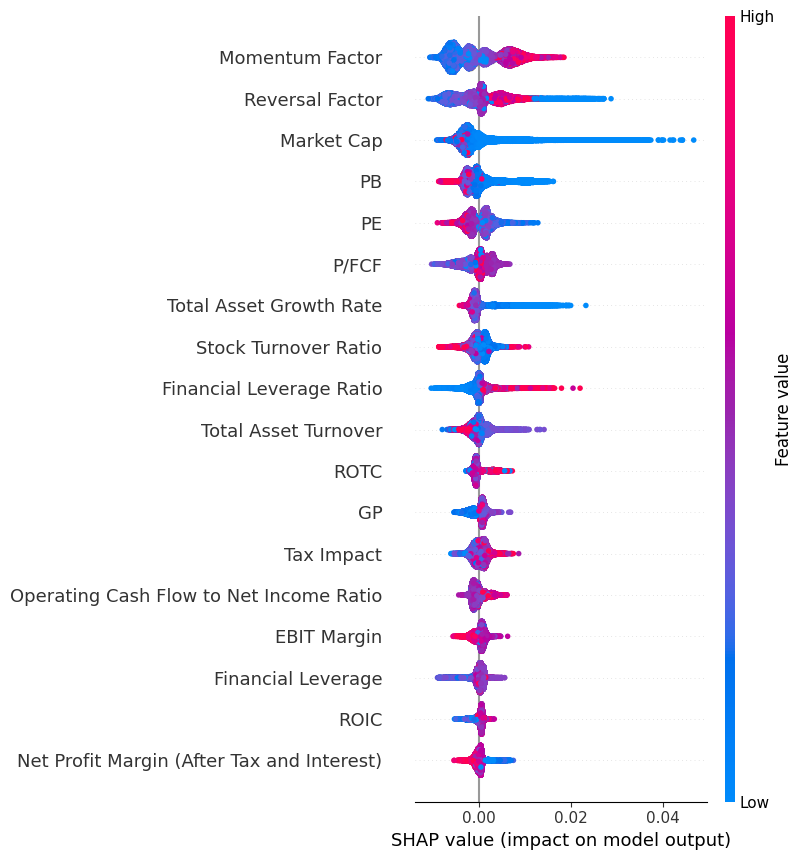 High
Momentum Factor
Reversal Factor
Market Cap
PB
PE
P/FCF
Total Asset Growth Rate
Stock Turnover Ratio
Financial Leverage Ratio
Total Asset Turnover
ROTC
GP
Tax Impact
Operating Cash Flow to Net Income Ratio
EBIT Margin
Financial Leverage
ROIC
Net Profit Margin (After Tax and Interest)
Feature value
Low
0.00 0.02 0.04
SHAP value (impact on model output)